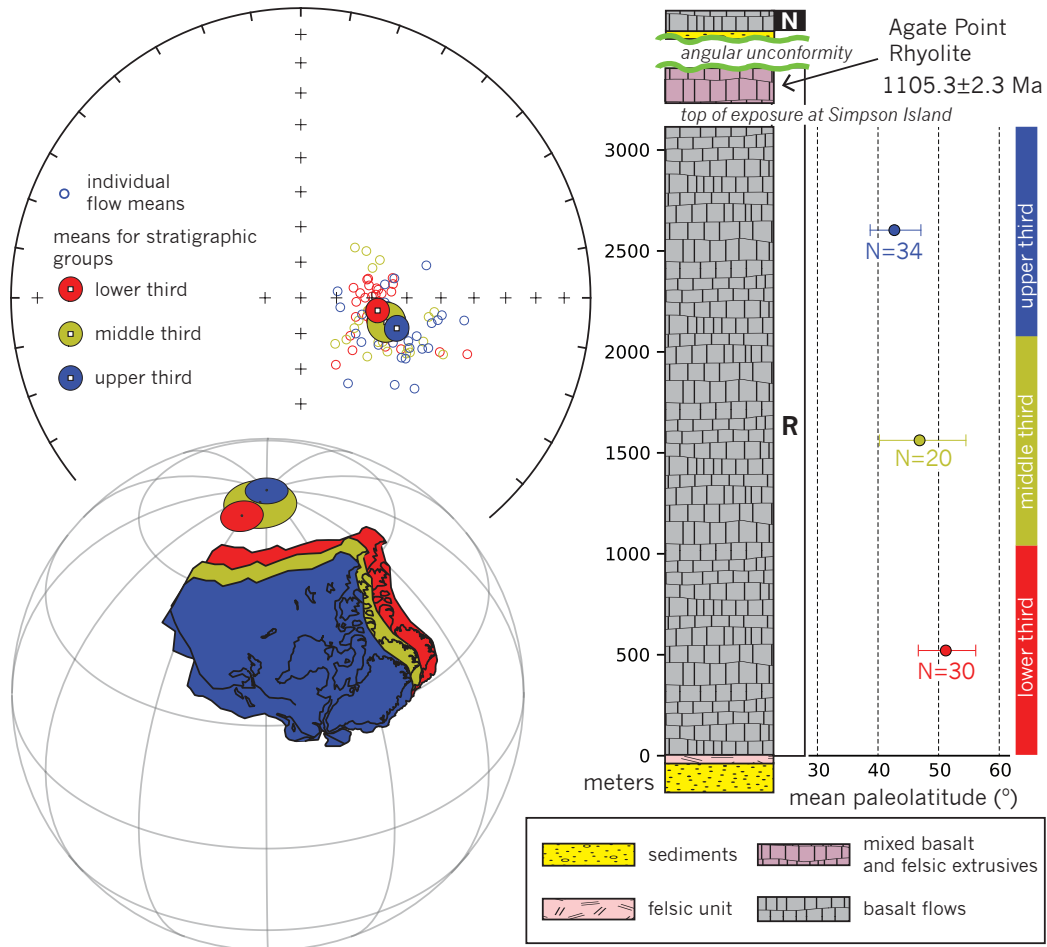 individual
flow means
means for stratigraphic
groups
lower third
middle third
upper third
N
angular unconformity
Agate Point
Rhyolite
1105.3±2.3 Ma
top of exposure at Simpson Island
3000
2500
2000
1500
1000
500
0
meters
R
N=34
N=20
N=30
upper third
middle third
lower third
30 40 50 60
mean paleolatitude (°)
sediments
felsic unit
mixed basalt
and felsic extrusives
basalt flows